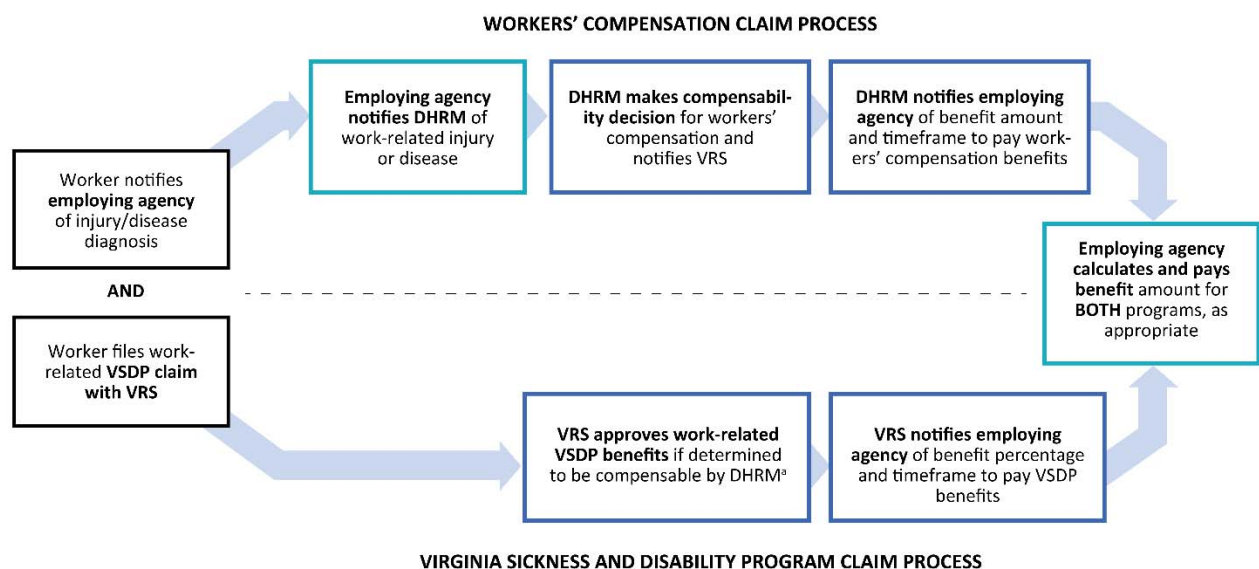 WORKERS’ COMPENSATION CLAIM PROCESS
Worker notifies
employing agency
of injury/disease
diagnosis
AND
Worker files work-
related VSDP claim
with VRS
Employing agency
notifies DHRM of
work-related injury
or disease
DHRM makes compensabil-
ity decision for workers’
compensation and
notifies VRS
DHRM notifies employing
agency of benefit amount
and timeframe to pay work-
ers’ compensation benefits
VRS approves work-related
VSDP benefits if determined
to be compensable by DHRMᵃ
VRS notifies employing
agency of benefit percentage
and timeframe to pay VSDP
benefits
Employing agency
calculates and pays
benefit amount for
BOTH programs, as
appropriate
VIRGINIA SICKNESS AND DISABILITY PROGRAM CLAIM PROCESS